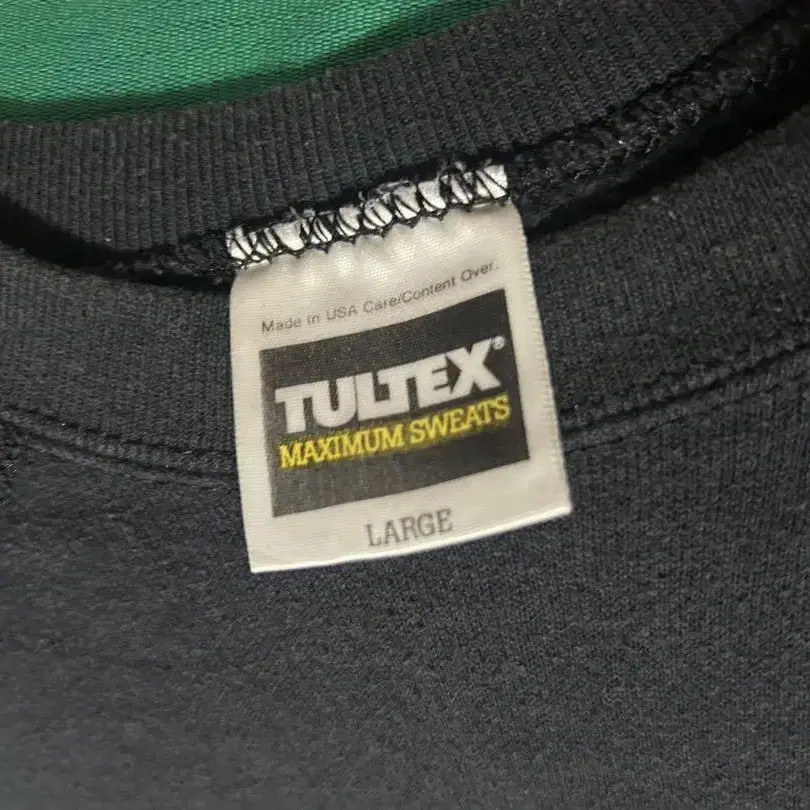 Made In USA Care/Content Over.
TULTEX®
MAXIMUM SWEATS
LARGE